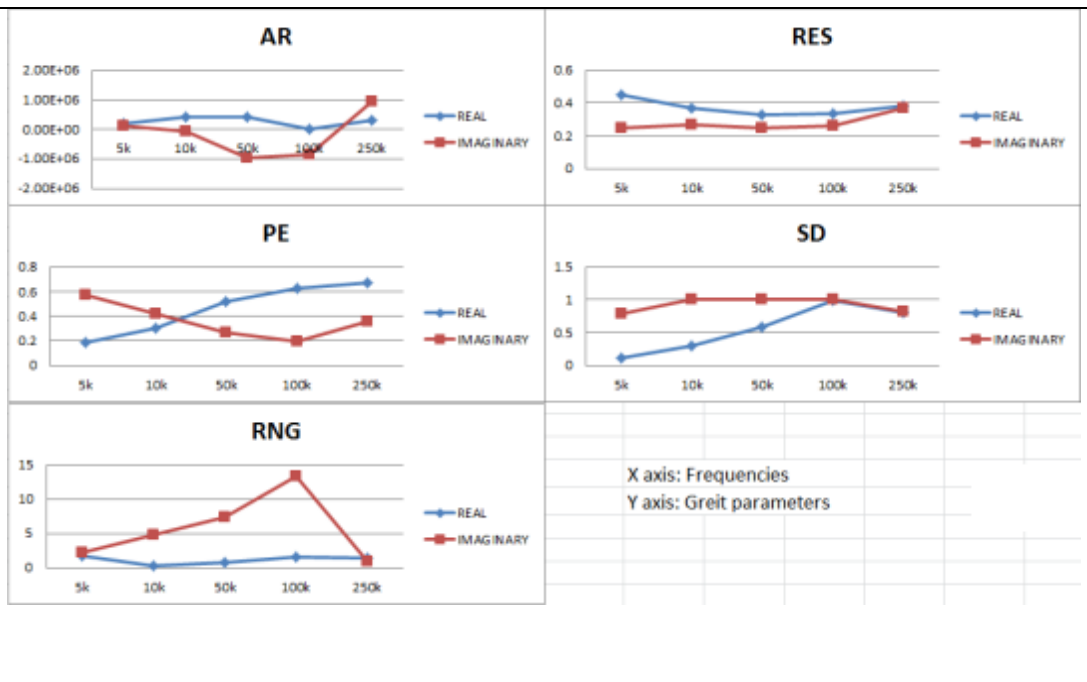 AR
2.00E+06
1.00E+06
0.00E+00
-1.00E+06
-2.00E+06
5k 10k 50k 100k 250k
REAL
IMAGINARY
RES
0.6
0.4
0.2
0
5k 10k 50k 100k 250k
REAL
IMAGINARY
PE
0.8
0.6
0.4
0.2
0
5k 10k 50k 100k 250k
REAL
IMAGINARY
SD
1.5
1
0.5
0
5k 10k 50k 100k 250k
REAL
IMAGINARY
RNG
15
10
5
0
5k 10k 50k 100k 250k
REAL
IMAGINARY
X axis: Frequencies
Y axis: Greit parameters